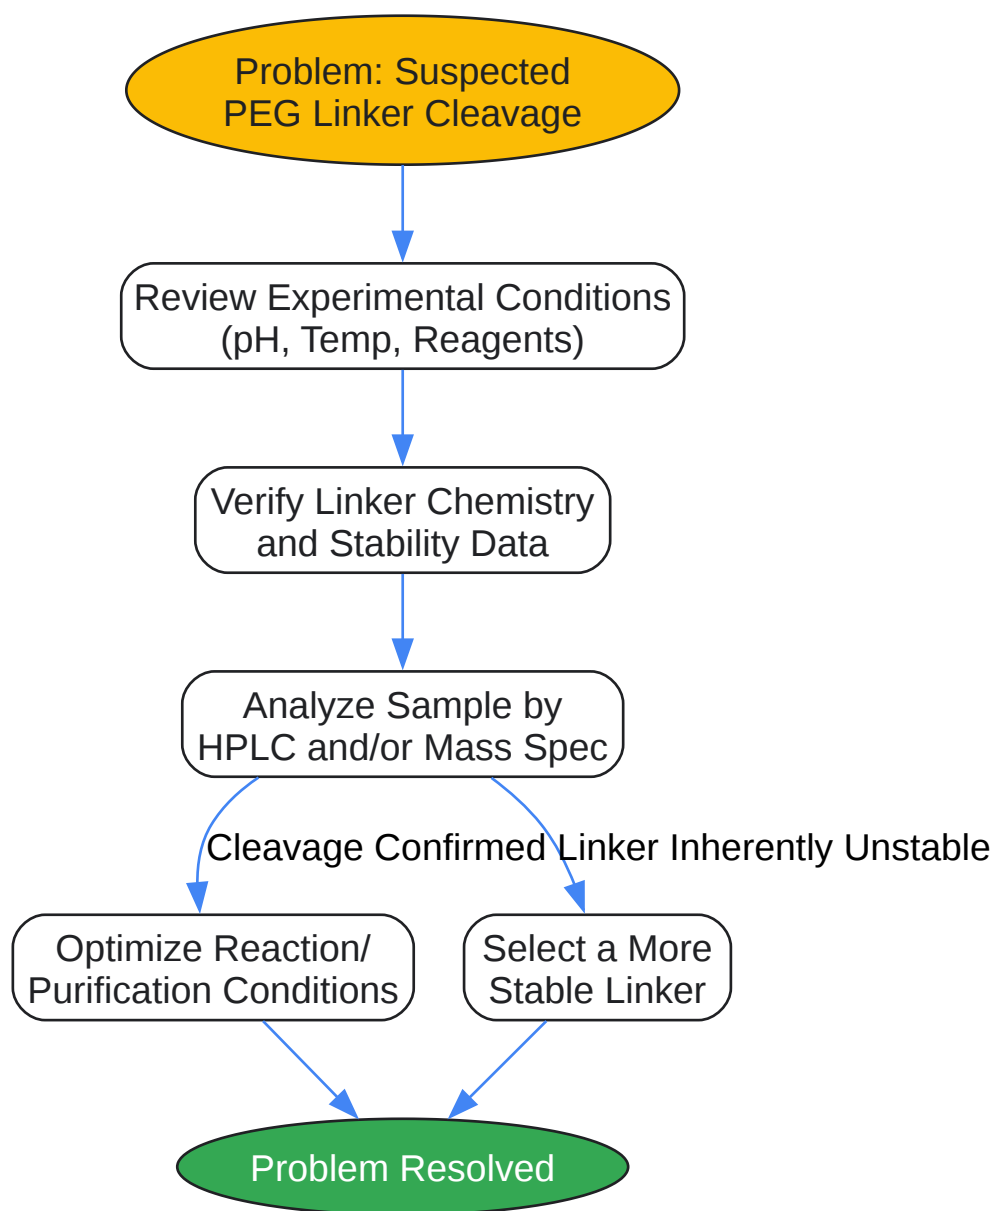 Problem: Suspected
PEG Linker Cleavage
Review Experimental Conditions
(pH, Temp, Reagents)
Verify Linker Chemistry
and Stability Data
Analyze Sample by
HPLC and/or Mass Spec
Cleavage Confirmed
Linker Inherently Unstable
Optimize Reaction/
Purification Conditions
Select a More
Stable Linker
Problem Resolved